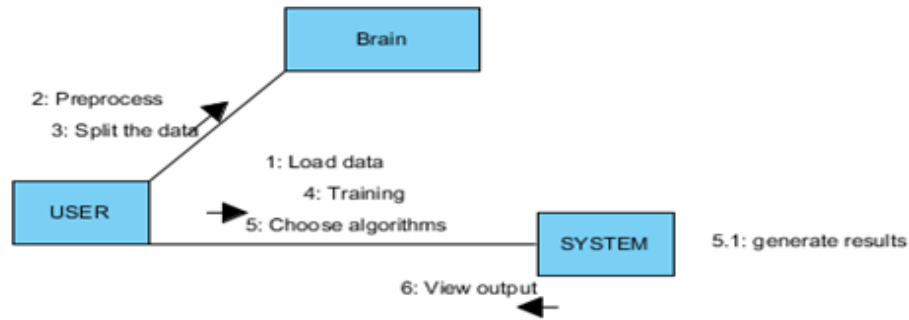 Brain
2: Preprocess
3: Split the data
1: Load data
4: Training
USER
5: Choose algorithms
SYSTEM
5.1: generate results
6: View output